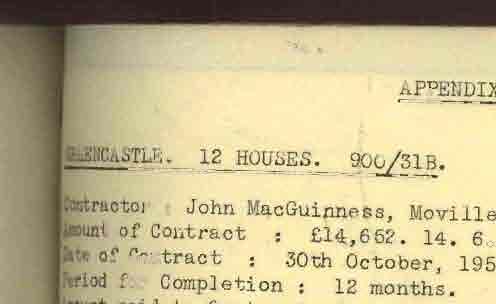 APPENDIX
GREENCASTLE. 12 HOUSES. 900/31B.
Contractor : John MacGuinness, Moville
Amount of Contract : £14,652. 14. 6.
Date of Contract : 30th October, 195
Period for Completion : 12 months.